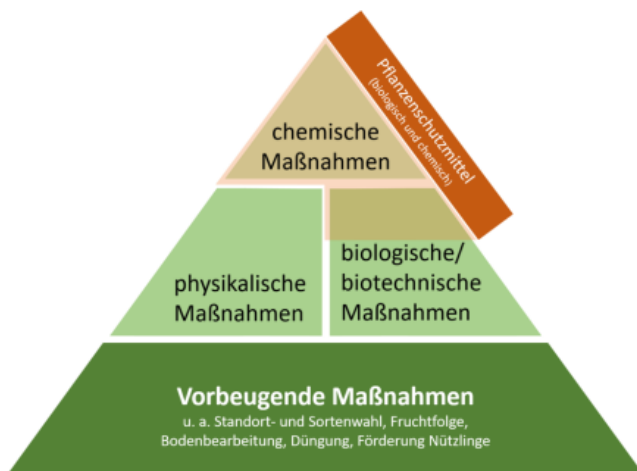 Pflanzenschutzmittel
(biologisch und chemisch)
chemische
Maßnahmen
physikalische
Maßnahmen
biologische/
biotechnische
Maßnahmen
Vorbeugende Maßnahmen
u. a. Standort- und Sortenwahl, Fruchtfolge,
Bodenbearbeitung, Düngung, Förderung Nützlinge